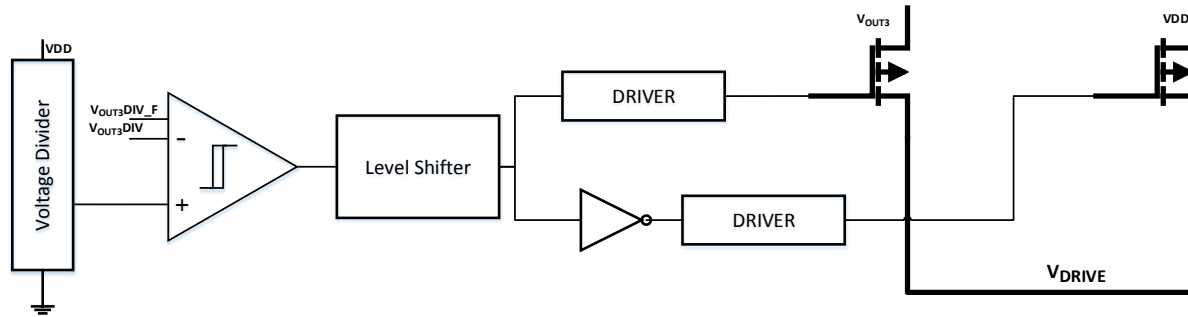 VDD
Voltage Divider
VOUT3DIV_F
VOUT3DIV
-
+
Level Shifter
DRIVER
DRIVER
VOUT3
VDD
VDRIVE